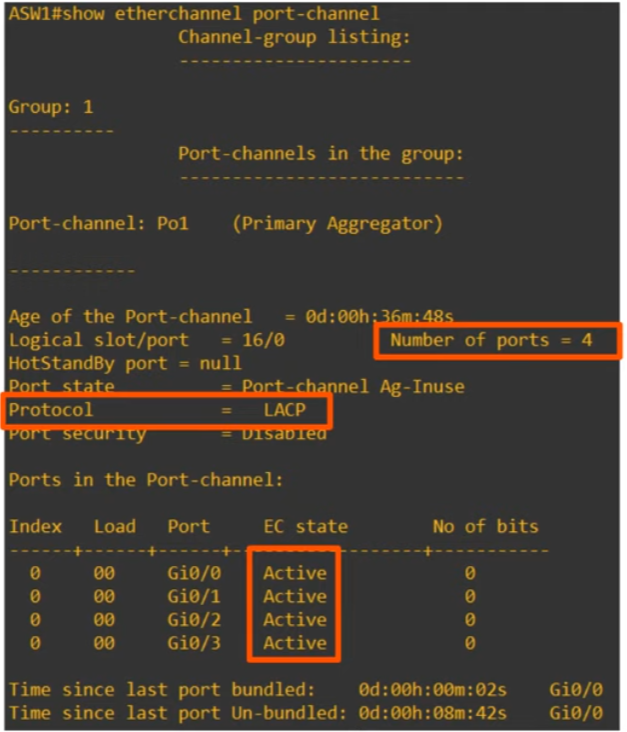 ASW1#show etherchannel port-channel
Channel-group listing:
----------------------
Group: 1
----------
Port-channels in the group:
---------------------------
Port-channel: Po1    (Primary Aggregator)
------------
Age of the Port-channel   = 0d:00h:36m:48s
Logical slot/port   = 16/0          Number of ports = 4
HotStandBy port = null
Port state          = Port-channel Ag-Inuse
Protocol            =   LACP
Port security       = Disabled
Ports in the Port-channel:
Index   Load   Port     EC state        No of bits
------+------+------+------------------+-----------
0     00     Gi0/0    Active             0
0     00     Gi0/1    Active             0
0     00     Gi0/2    Active             0
0     00     Gi0/3    Active             0
Time since last port bundled:    0d:00h:00m:02s    Gi0/0
Time since last port Un-bundled: 0d:00h:08m:42s    Gi0/0